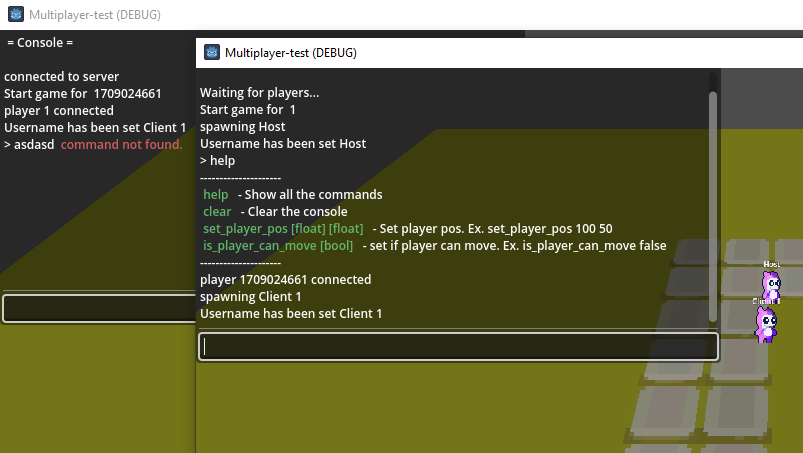 Multiplayer-test (DEBUG)
= Console =
connected to server
Start game for 1709024661
player 1 connected
Username has been set Client 1
> asdasd command not found.
Multiplayer-test (DEBUG)
Waiting for players...
Start game for 1
spawning Host
Username has been set Host
> help
--------------------
help - Show all the commands
clear - Clear the console
set_player_pos [float] [float] - Set player pos. Ex. set_player_pos 100 50
is_player_can_move [bool] - set if player can move. Ex. is_player_can_move false
--------------------
player 1709024661 connected
spawning Client 1
Username has been set Client 1
Host
Client 1